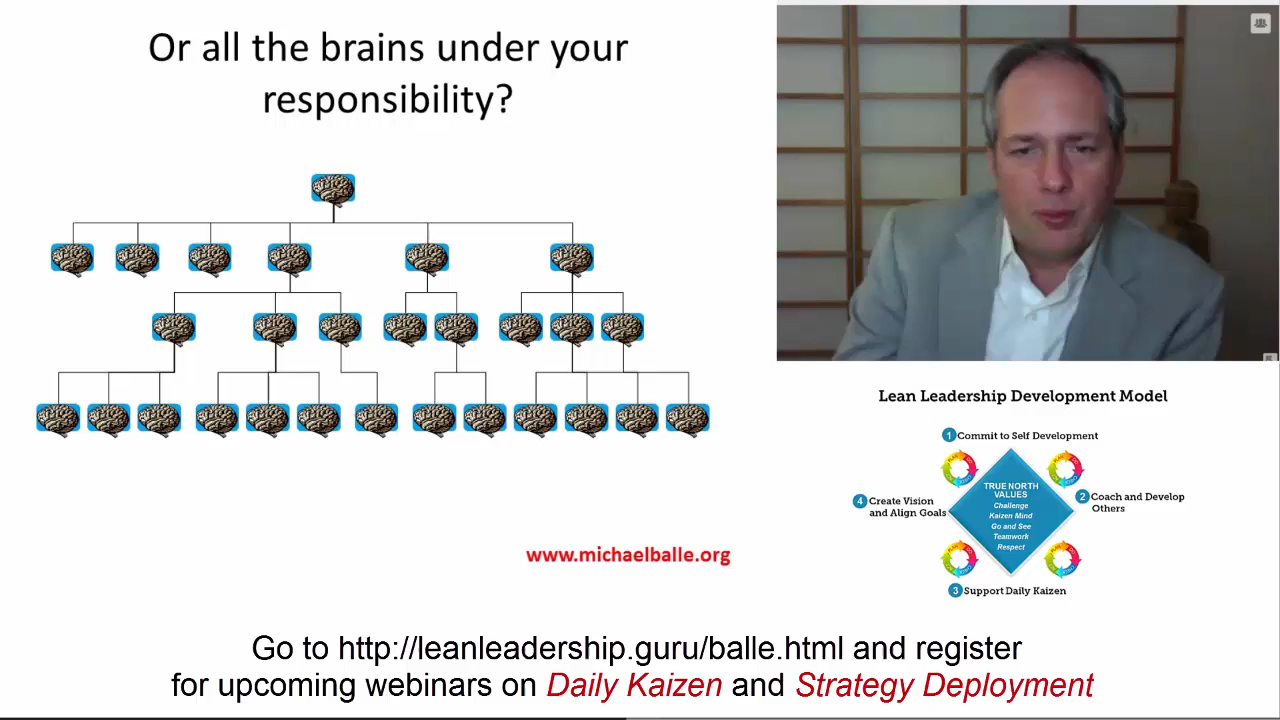 Or all the brains under your
responsibility?
www.michaelballe.org
Lean Leadership Development Model
1 Commit to Self Development
4 Create Vision
and Align Goals
TRUE NORTH
VALUES
Challenge
Kaizen Mind
Go and See
Teamwork
Respect
2 Coach and Develop
Others
3 Support Daily Kaizen
Go to http://leanleadership.guru/balle.html and register
for upcoming webinars on Daily Kaizen and Strategy Deployment